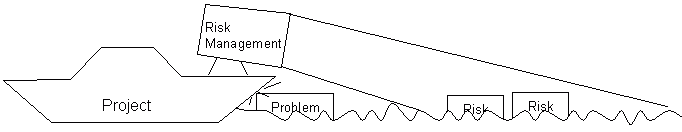 Risk
Management
Project
Problem
Risk
Risk